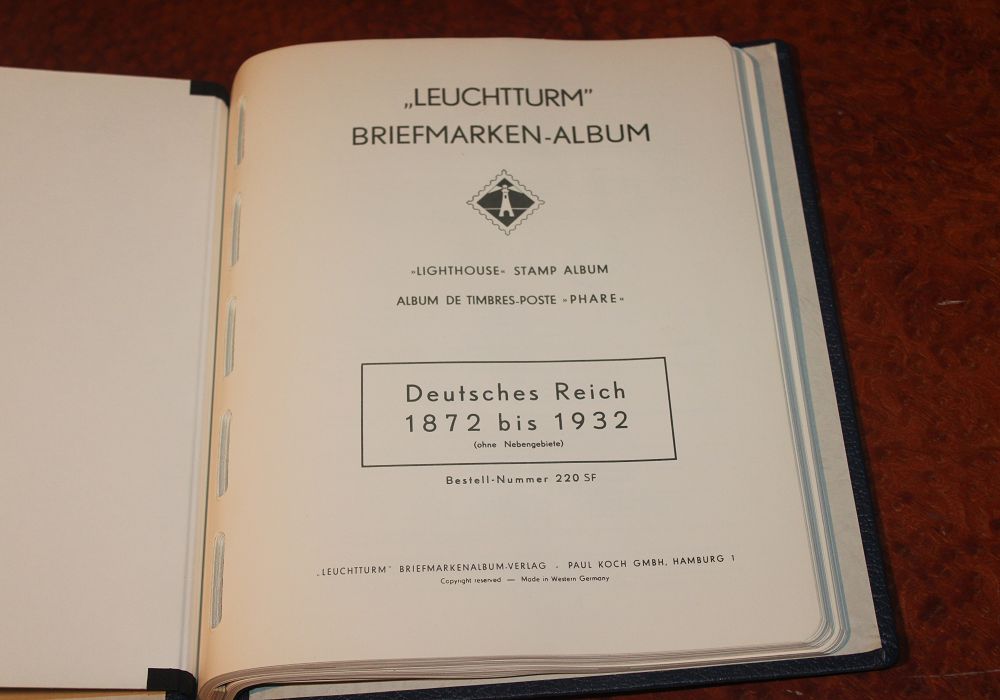 „LEUCHTTURM”
BRIEFMARKEN-ALBUM
»LIGHTHOUSE« STAMP ALBUM
ALBUM DE TIMBRES-POSTE »PHARE«
Deutsches Reich
1872 bis 1932
(ohne Nebengebiete)
Bestell-Nummer 220 SF
„LEUCHTTURM” BRIEFMARKENALBUM-VERLAG . PAUL KOCH GMBH. HAMBURG 1
Copyright reserved — Made in Western Germany